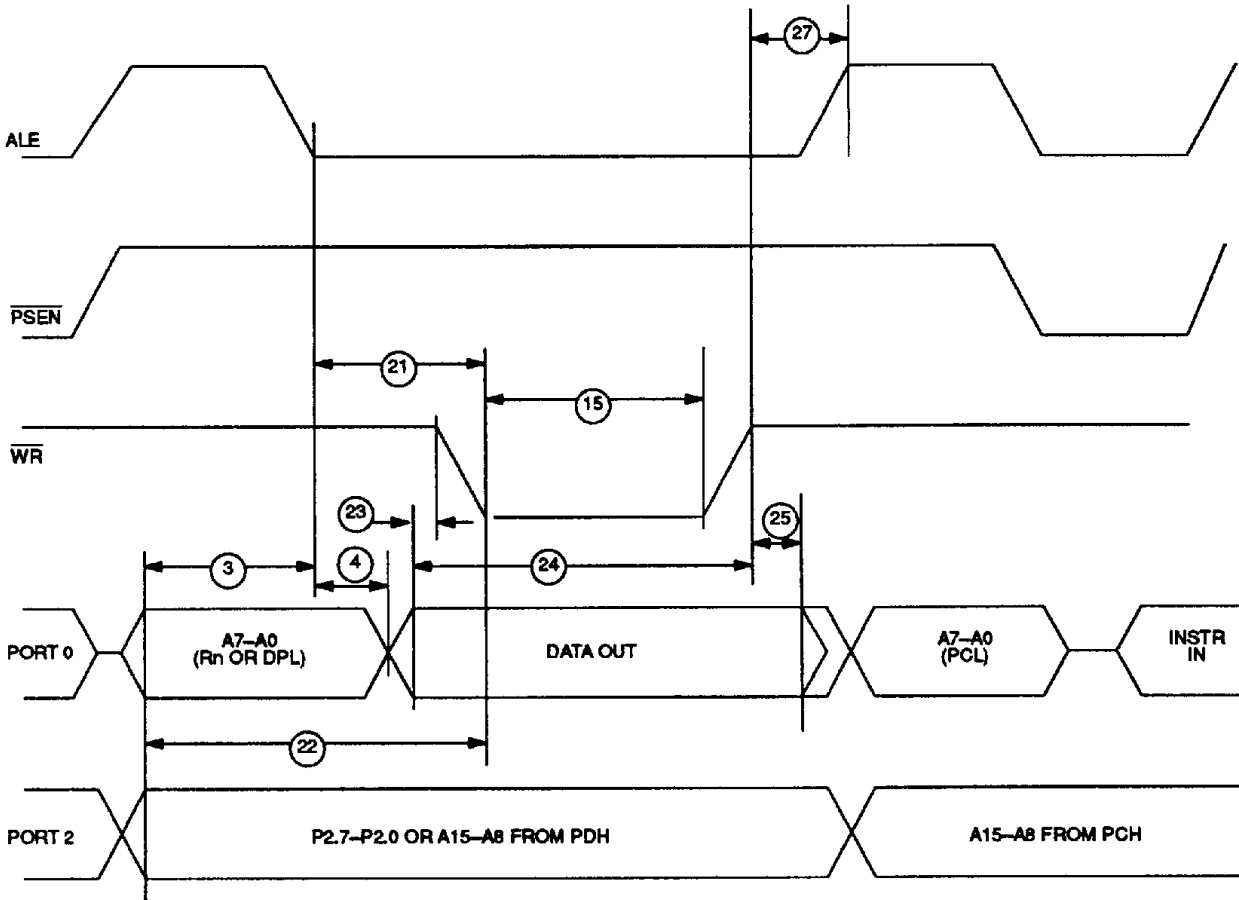 27
ALE
PSEN
21
15
WR
23
25
3
4
24
PORT 0
A7–A0
(Rn OR DPL)
DATA OUT
A7–A0
(PCL)
INSTR
IN
22
PORT 2
P2.7–P2.0 OR A15–A8 FROM PDH
A15–A8 FROM PCH